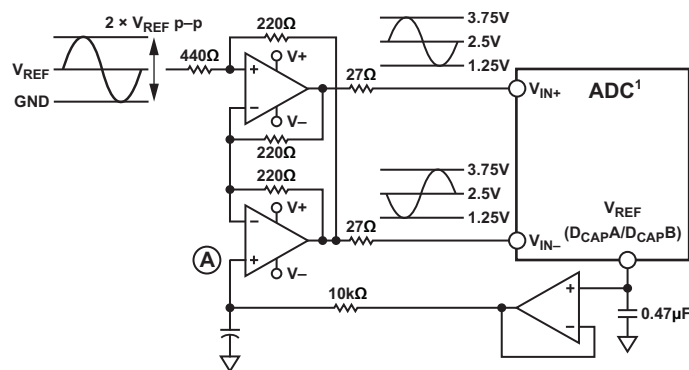 2 × VREF p–p
VREF
GND
440Ω
220Ω
V+
V–
220Ω
220Ω
V+
V–
A
27Ω
27Ω
3.75V
2.5V
1.25V
3.75V
2.5V
1.25V
VIN+
ADC1
VIN–
VREF
(DCAPA/DCAPB)
10kΩ
0.47µF
+
–
–
+
+
–